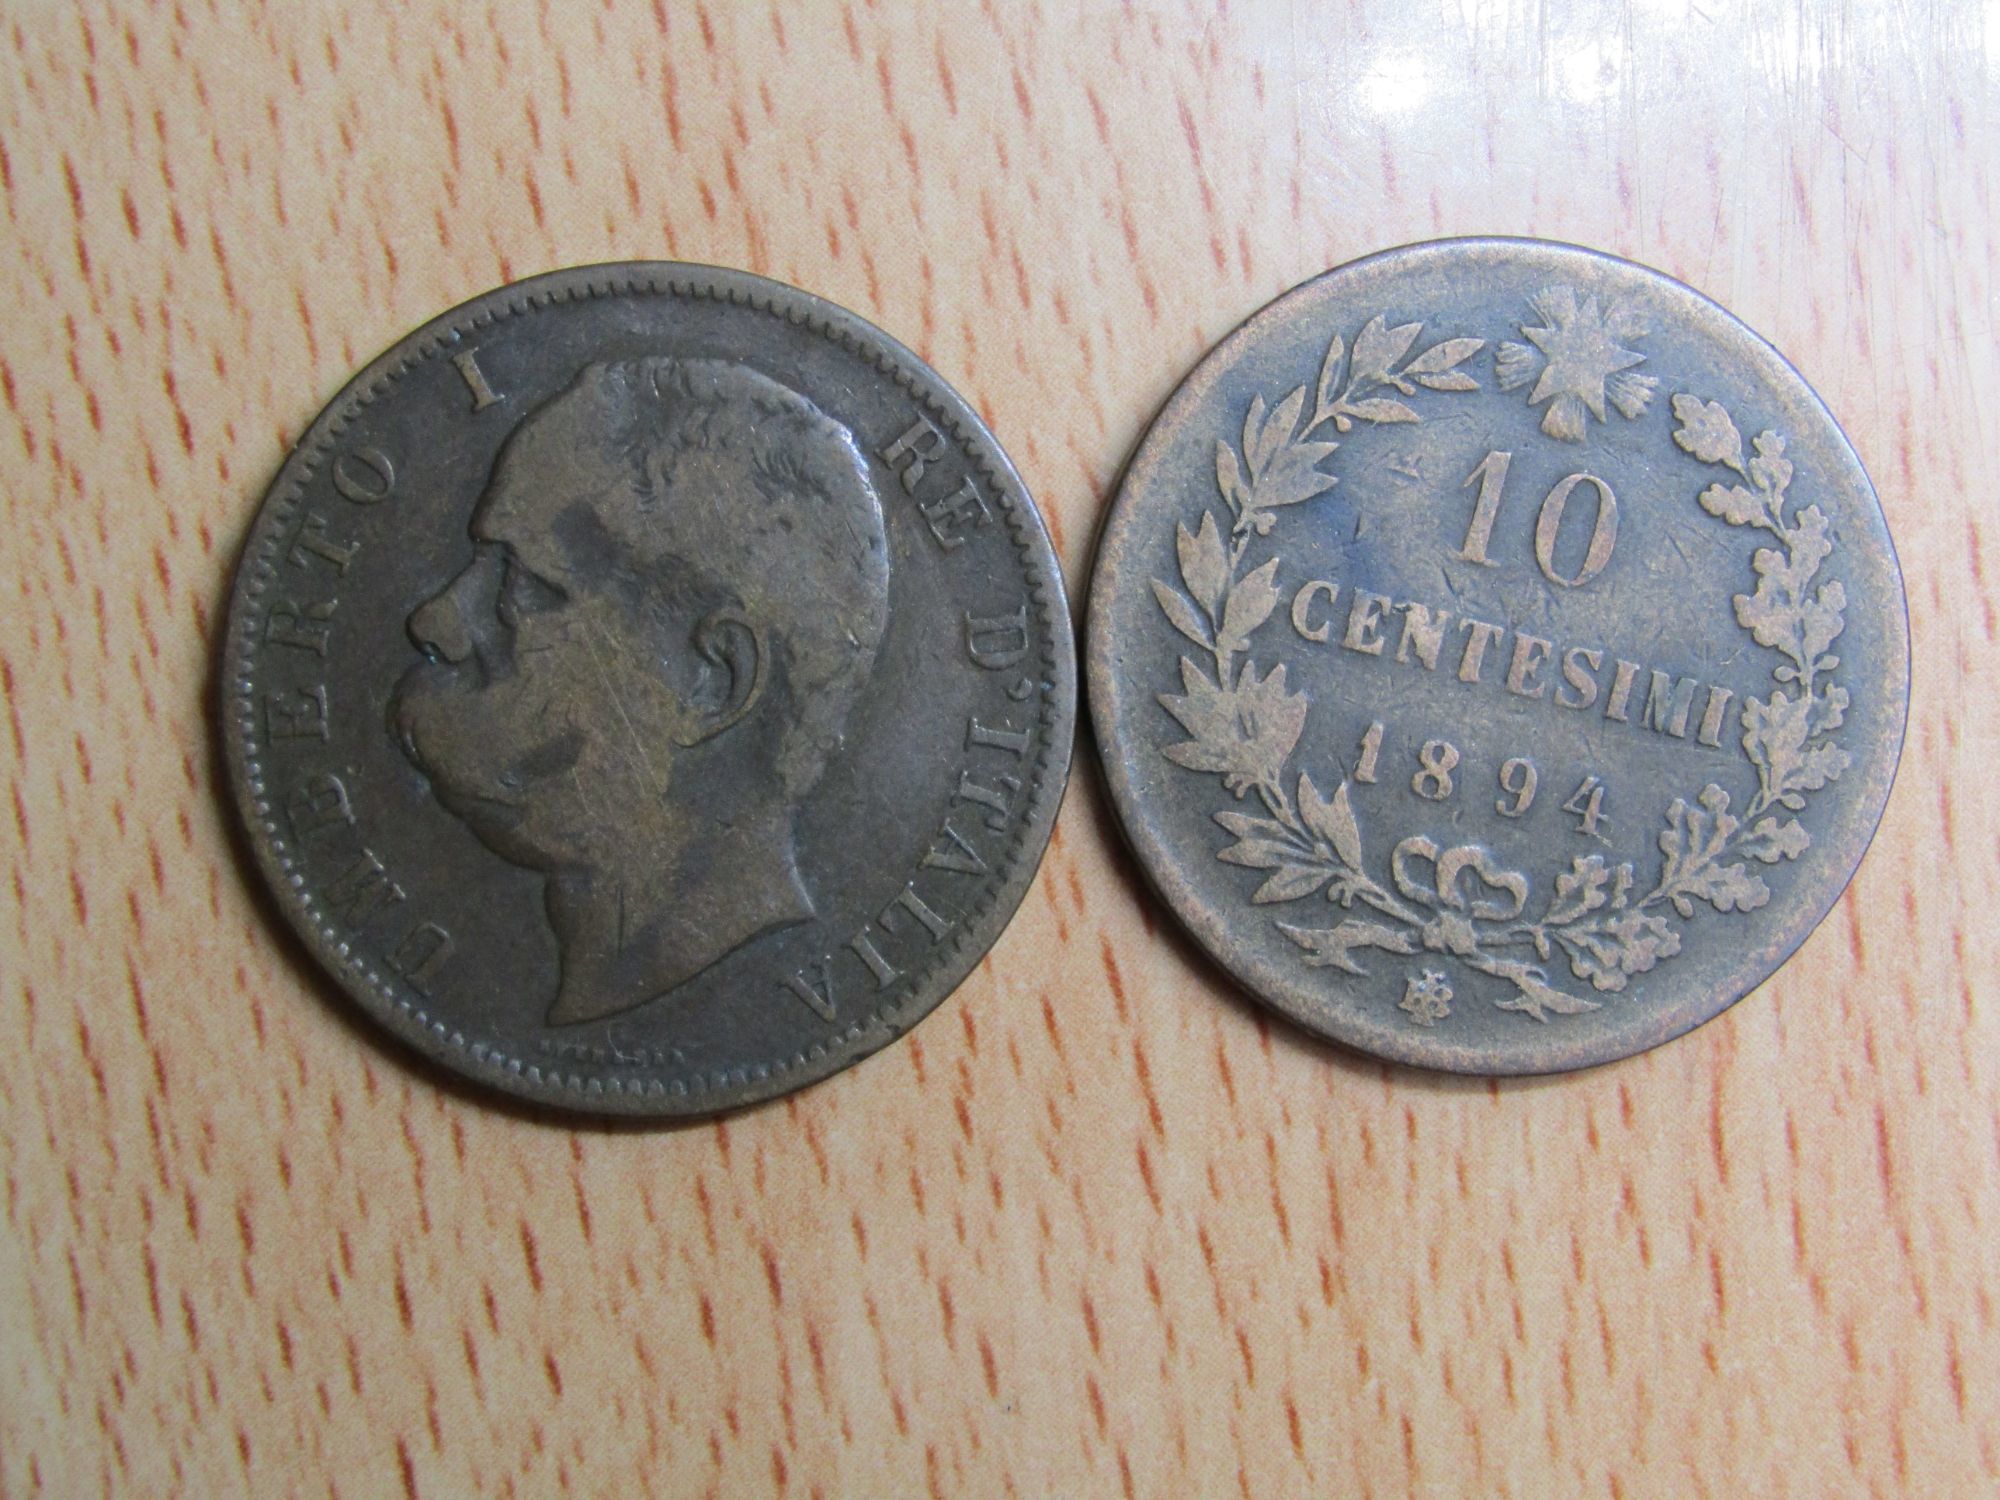 UMBERTO I RE D'ITALIA
10
CENTESIMI
1894